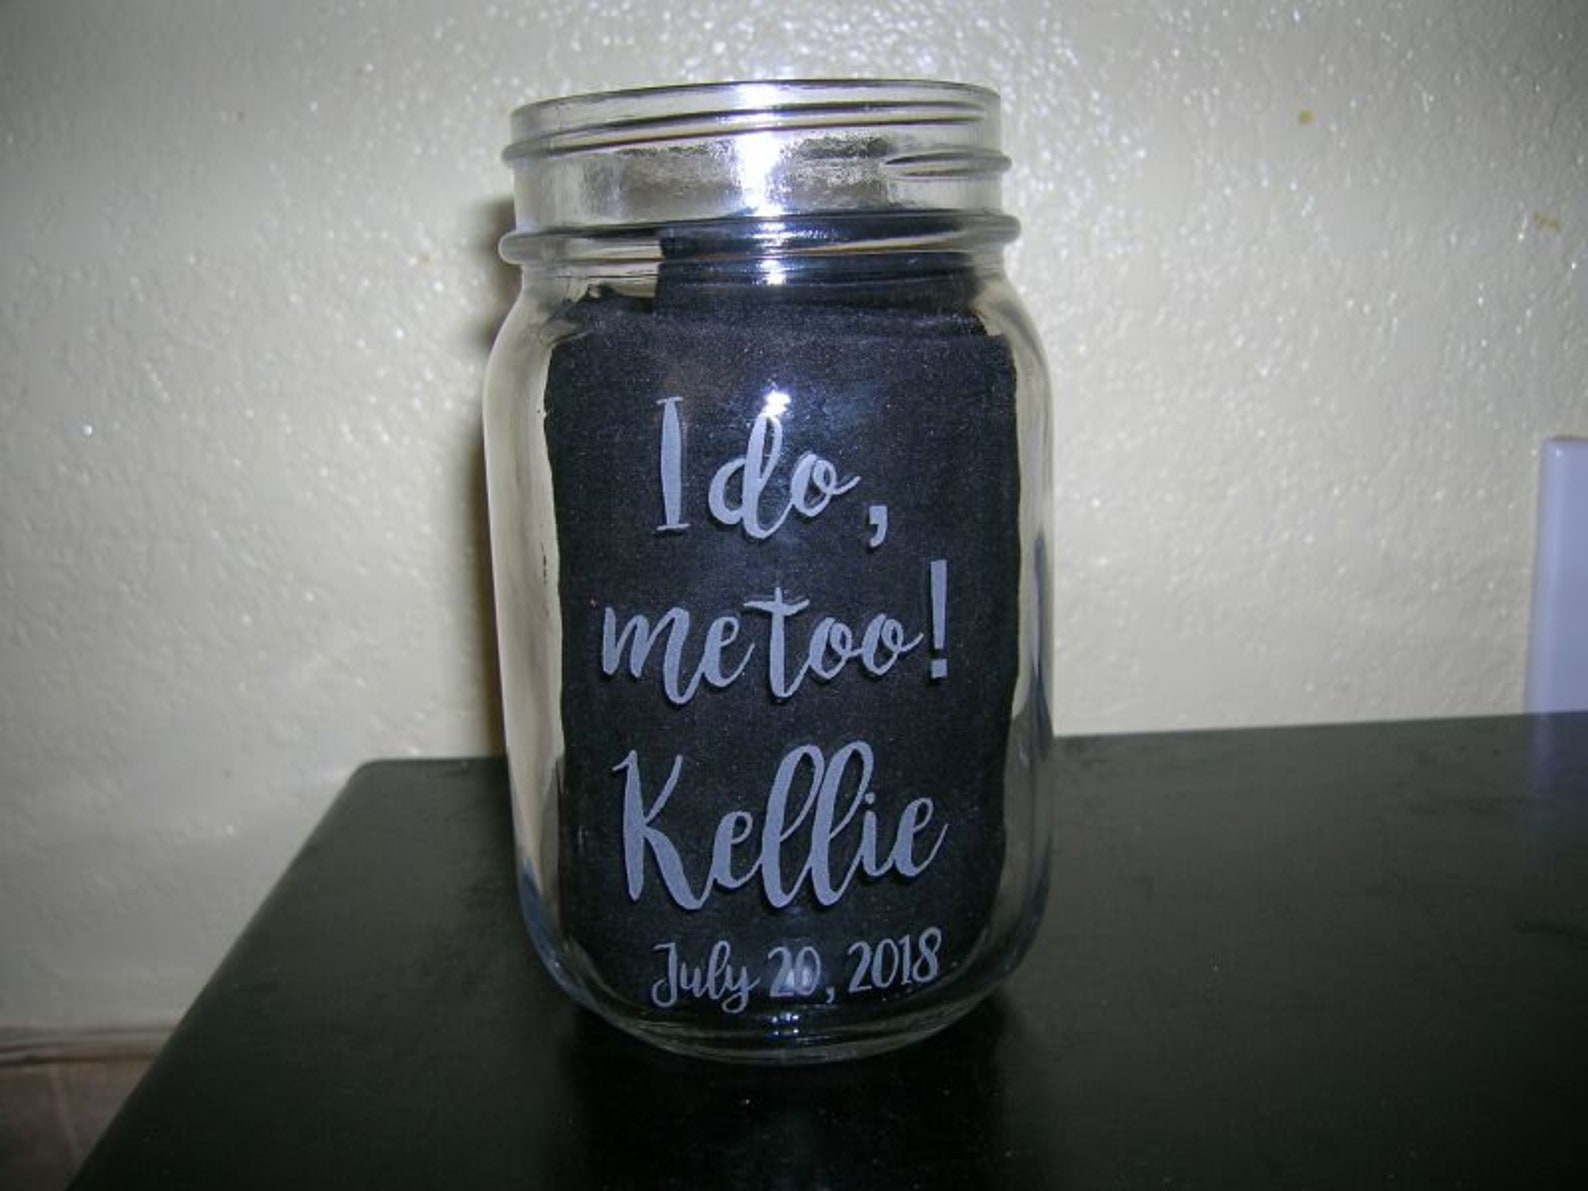 I do,
me too!
Kellie
July 20, 2018